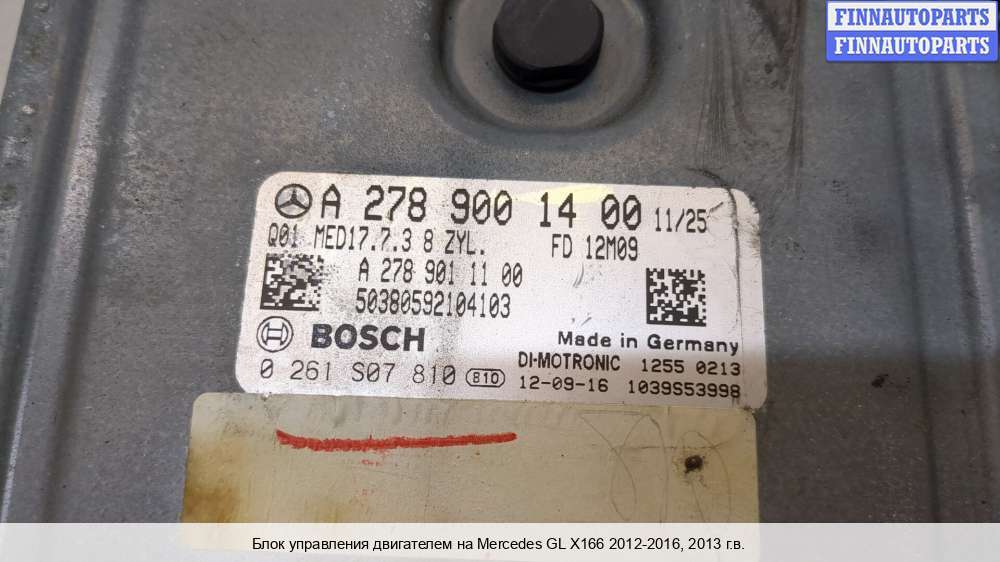 FINNAUTOPARTS
FINNAUTOPARTS
A 278 900 14 00 11/25
Q01 MED17.7.3 8 ZYL. FD 12M09
A 278 901 11 00
50380592104103
BOSCH
Made in Germany
DI-MOTRONIC 1255 0213
0 261 S07 810 810 12-09-16 1039S53998
Блок управления двигателем на Mercedes GL X166 2012-2016, 2013 г.в.